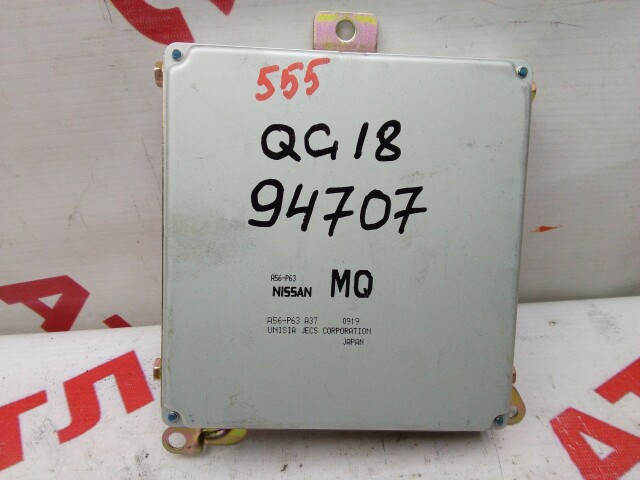 555
QG18
94707
A56-P63
NISSAN MQ
A56-P63 A37 0919
UNISIA JECS CORPORATION
JAPAN